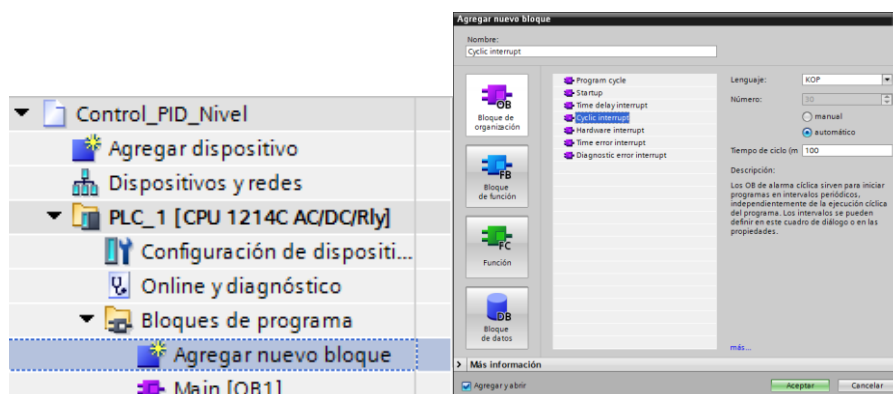 Control_PID_Nivel
Agregar dispositivo
Dispositivos y redes
PLC_1 [CPU 1214C AC/DC/Rly]
Configuración de dispositi...
Online y diagnóstico
Bloques de programa
Agregar nuevo bloque
Main [OB1]
Agregar nuevo bloque
Nombre:
Cyclic interrupt
OB
Bloque de
organización
FB
Bloque
de función
FC
Función
DB
Bloque
de datos
Program cycle
Startup
Time delay interrupt
Cyclic interrupt
Hardware interrupt
Time error interrupt
Diagnostic error interrupt
Lenguaje: KOP
Número: 30
manual
automático
Tiempo de ciclo (m 100
Descripción:
Los OB de alarma cíclica sirven para iniciar
programas en intervalos periódicos,
independientemente de la ejecución cíclica
del programa. Los intervalos se pueden
definir en este cuadro de diálogo o en las
propiedades.
más...
Más información
Agregar y abrir
Aceptar
Cancelar